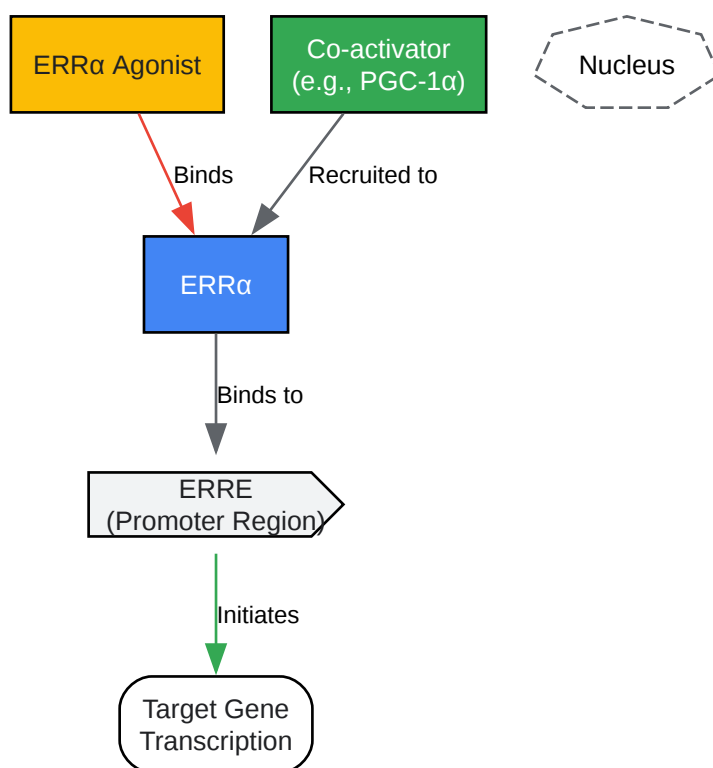 ERRα Agonist
Co-activator
(e.g., PGC-1α)
Nucleus
Binds
Recruited to
ERRα
Binds to
ERRE
(Promoter Region)
Initiates
Target Gene
Transcription